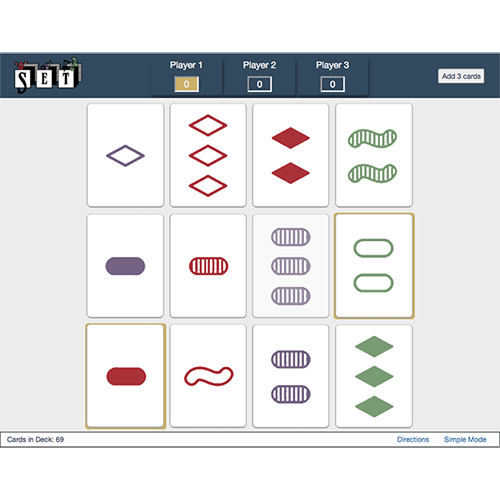 SET
Player 1
Player 2
Player 3
0
0
0
Add 3 cards
Cards in Deck: 69
Directions
Simple Mode